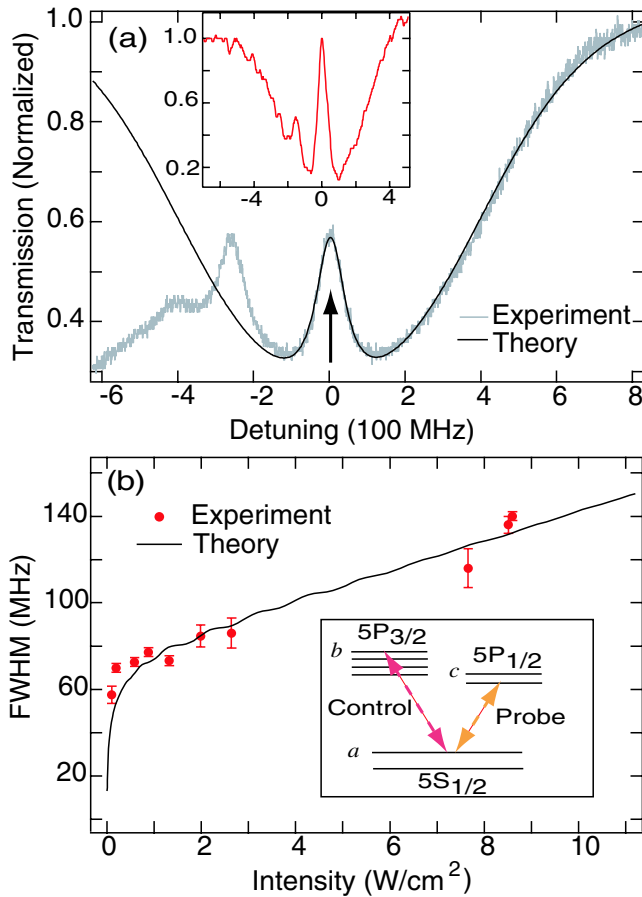 (a)
Transmission (Normalized)
1.0
0.8
0.6
0.4
1.0
0.6
0.2
-4
0
4
Experiment
Theory
-6
-4
-2
0
2
4
6
8
Detuning (100 MHz)
(b)
FWHM (MHz)
140
100
60
20
Experiment
Theory
b
5P3/2
c
5P1/2
Control
Probe
a
5S1/2
0
2
4
6
8
10
Intensity (W/cm²)